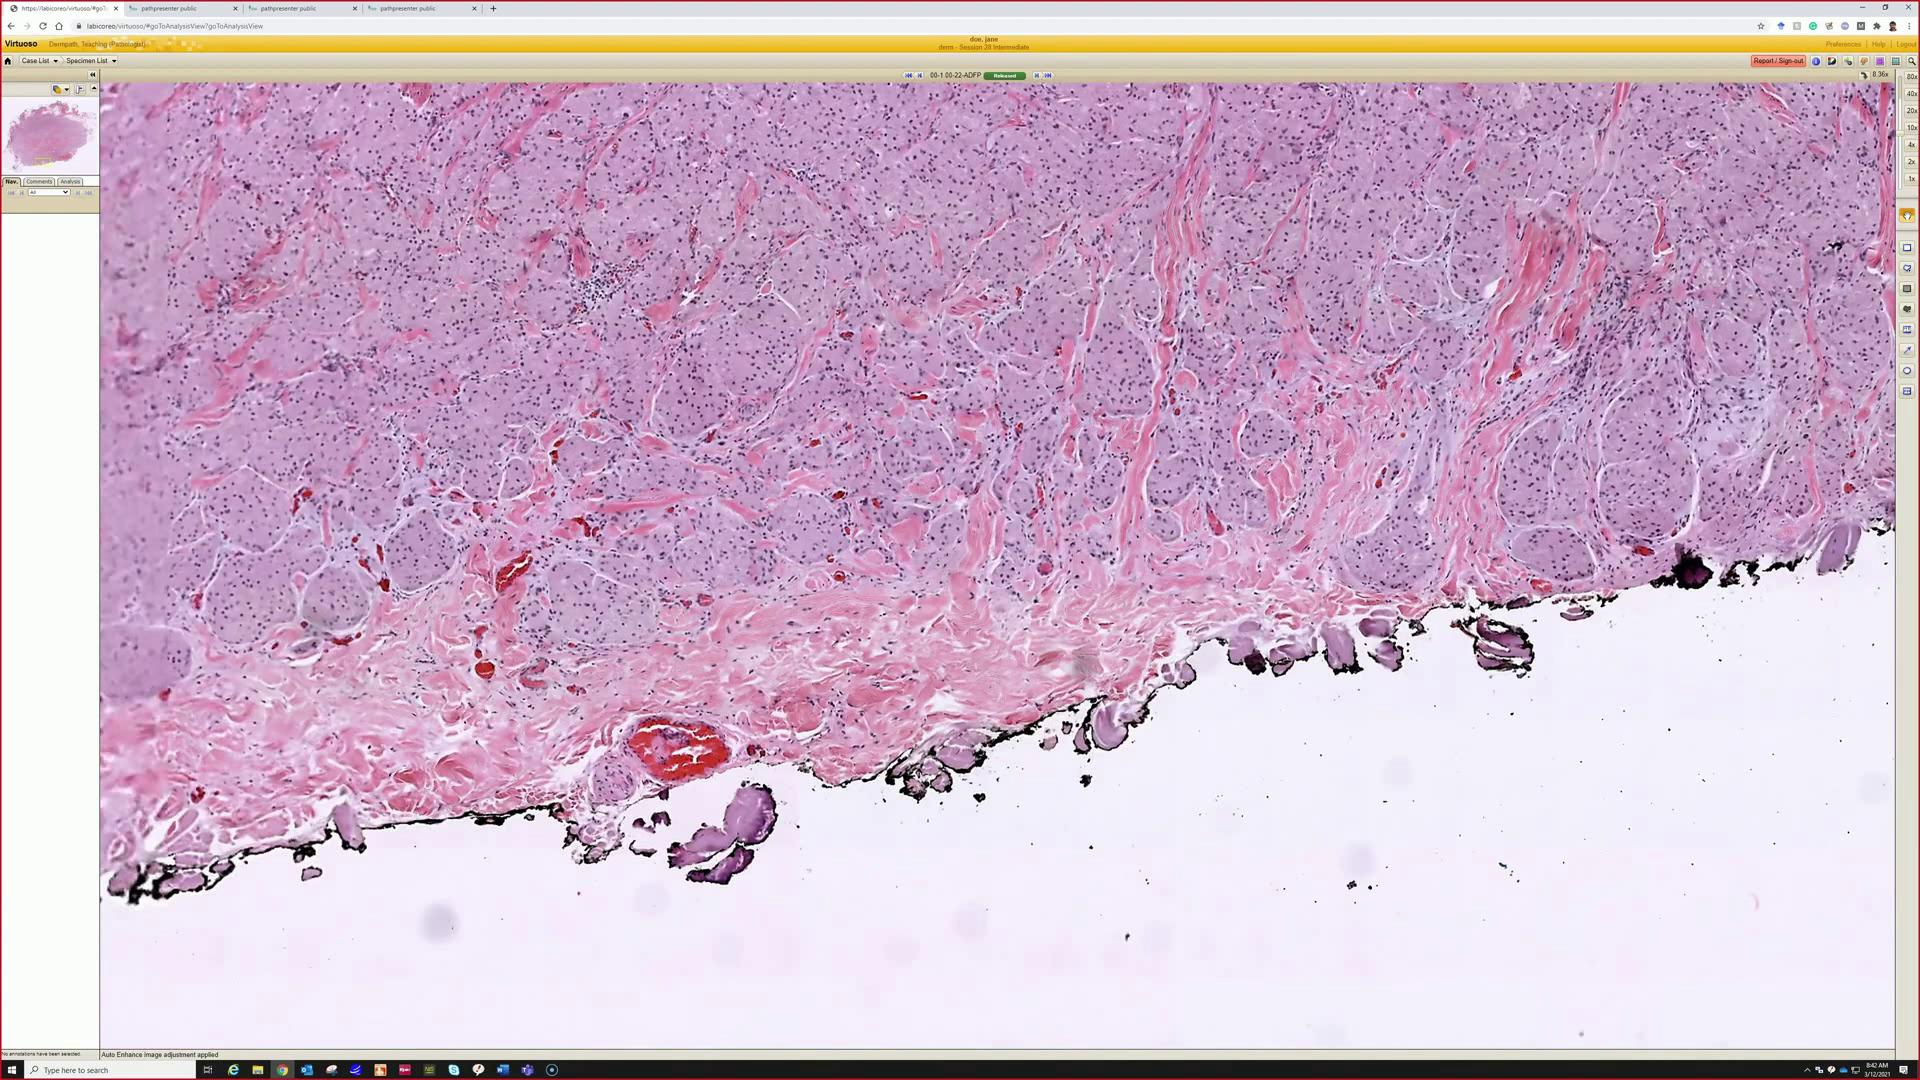 https://labicoreo/virtuoso/#goTo
pathpresenter public
pathpresenter public
pathpresenter public
labicoreo/virtuoso/#goToAnalysisView?goToAnalysisView
Virtuoso
Dermpath, Teaching (Pathologist)
doe, jane
derm - Session 28 Intermediate
Preferences
Help
Logout
Case List
Specimen List
Report / Sign-out
00-1.00-22-ADFP
Released
8.36x
80x
40x
20x
10x
4x
2x
1x
Nav.
Comments
Analysis
All
No annotations have been selected.
Auto Enhance image adjustment applied
Type here to search
8:42 AM
3/12/2021